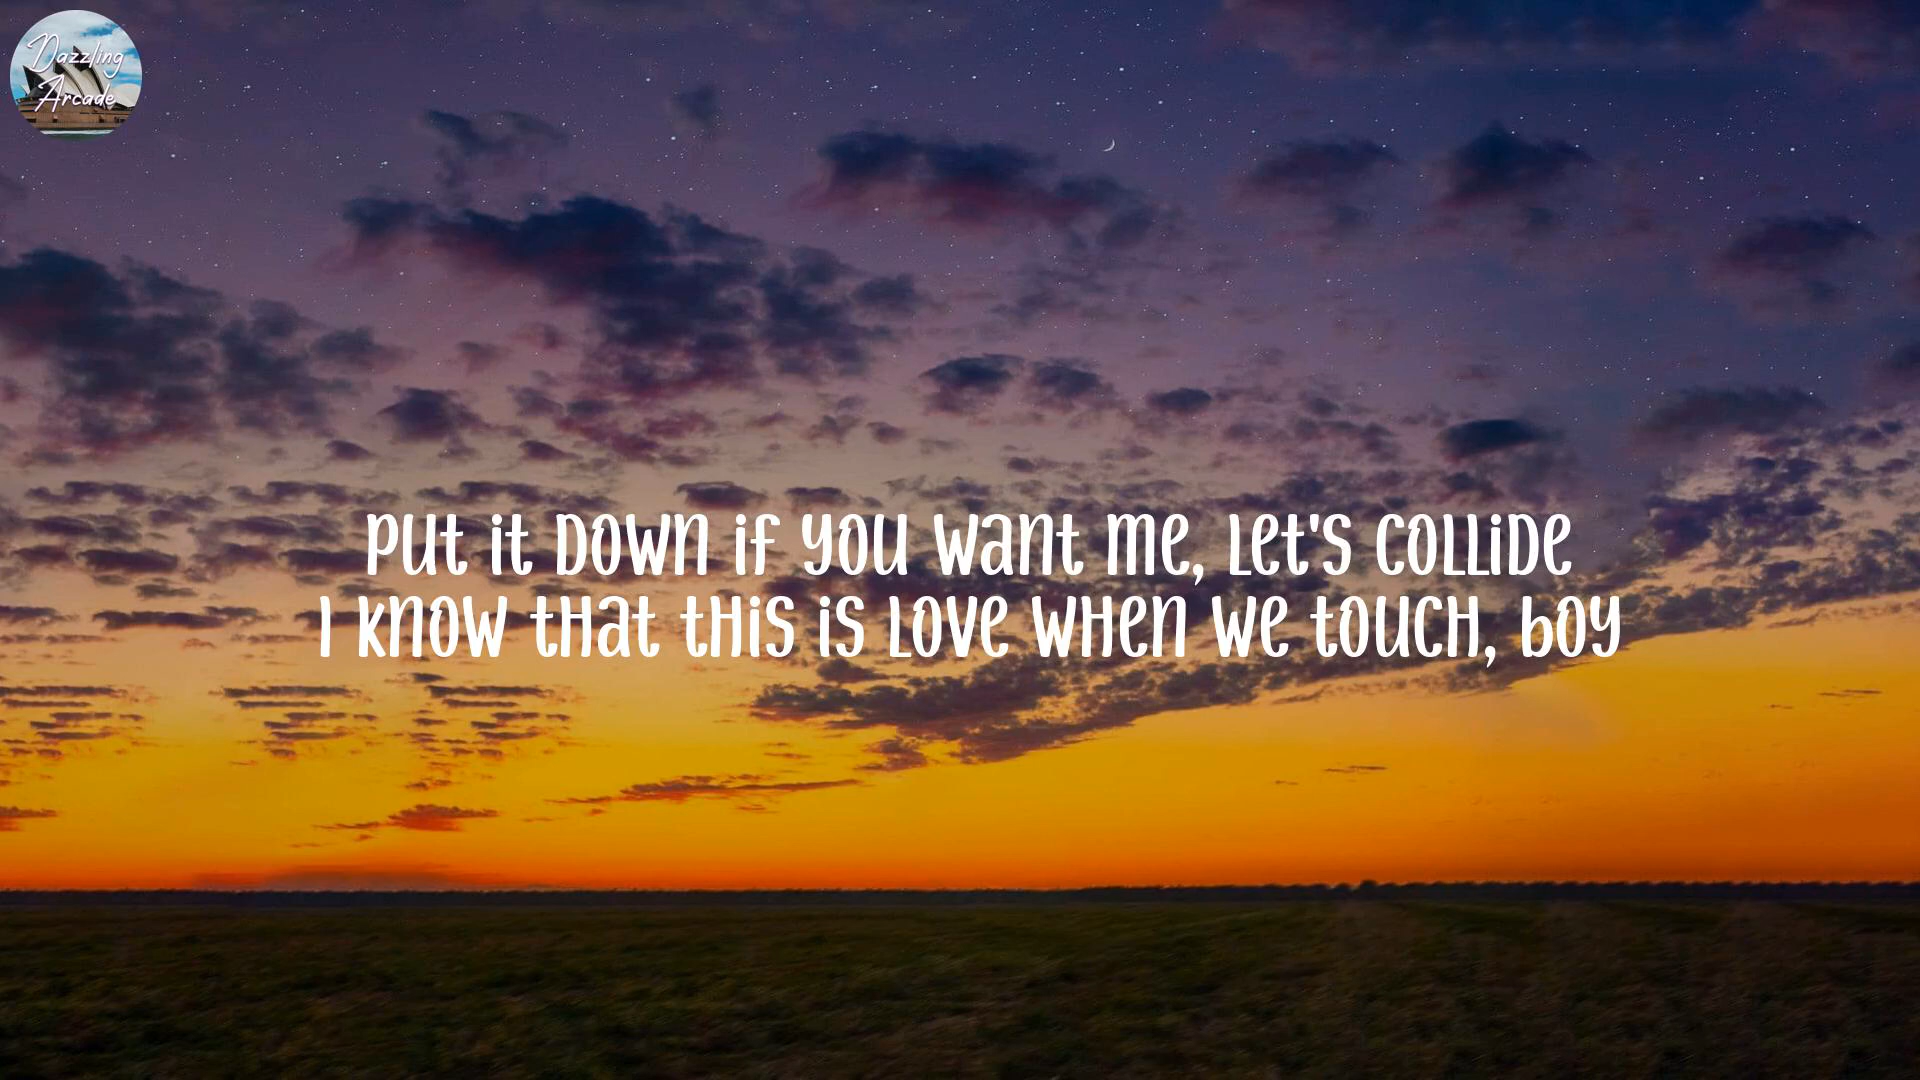 Dazzling
Arcade
Put it down if you want me, let's collide
I know that this is love when we touch, boy